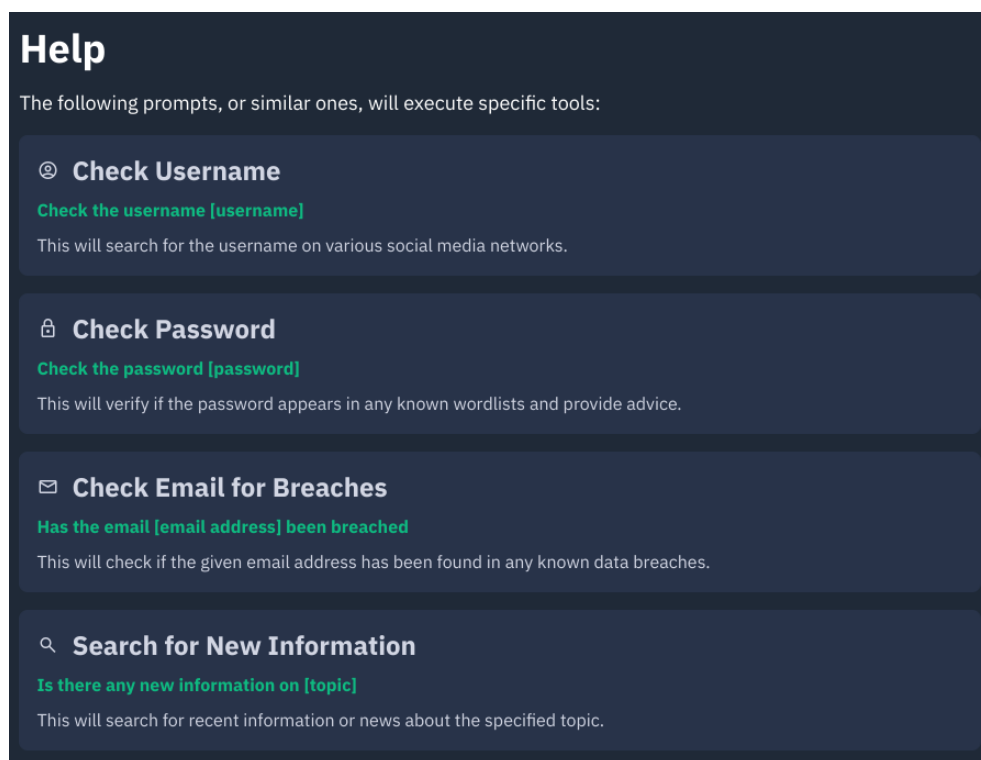 Help
The following prompts, or similar ones, will execute specific tools:
Check Username
Check the username [username]
This will search for the username on various social media networks.
Check Password
Check the password [password]
This will verify if the password appears in any known wordlists and provide advice.
Check Email for Breaches
Has the email [email address] been breached
This will check if the given email address has been found in any known data breaches.
Search for New Information
Is there any new information on [topic]
This will search for recent information or news about the specified topic.